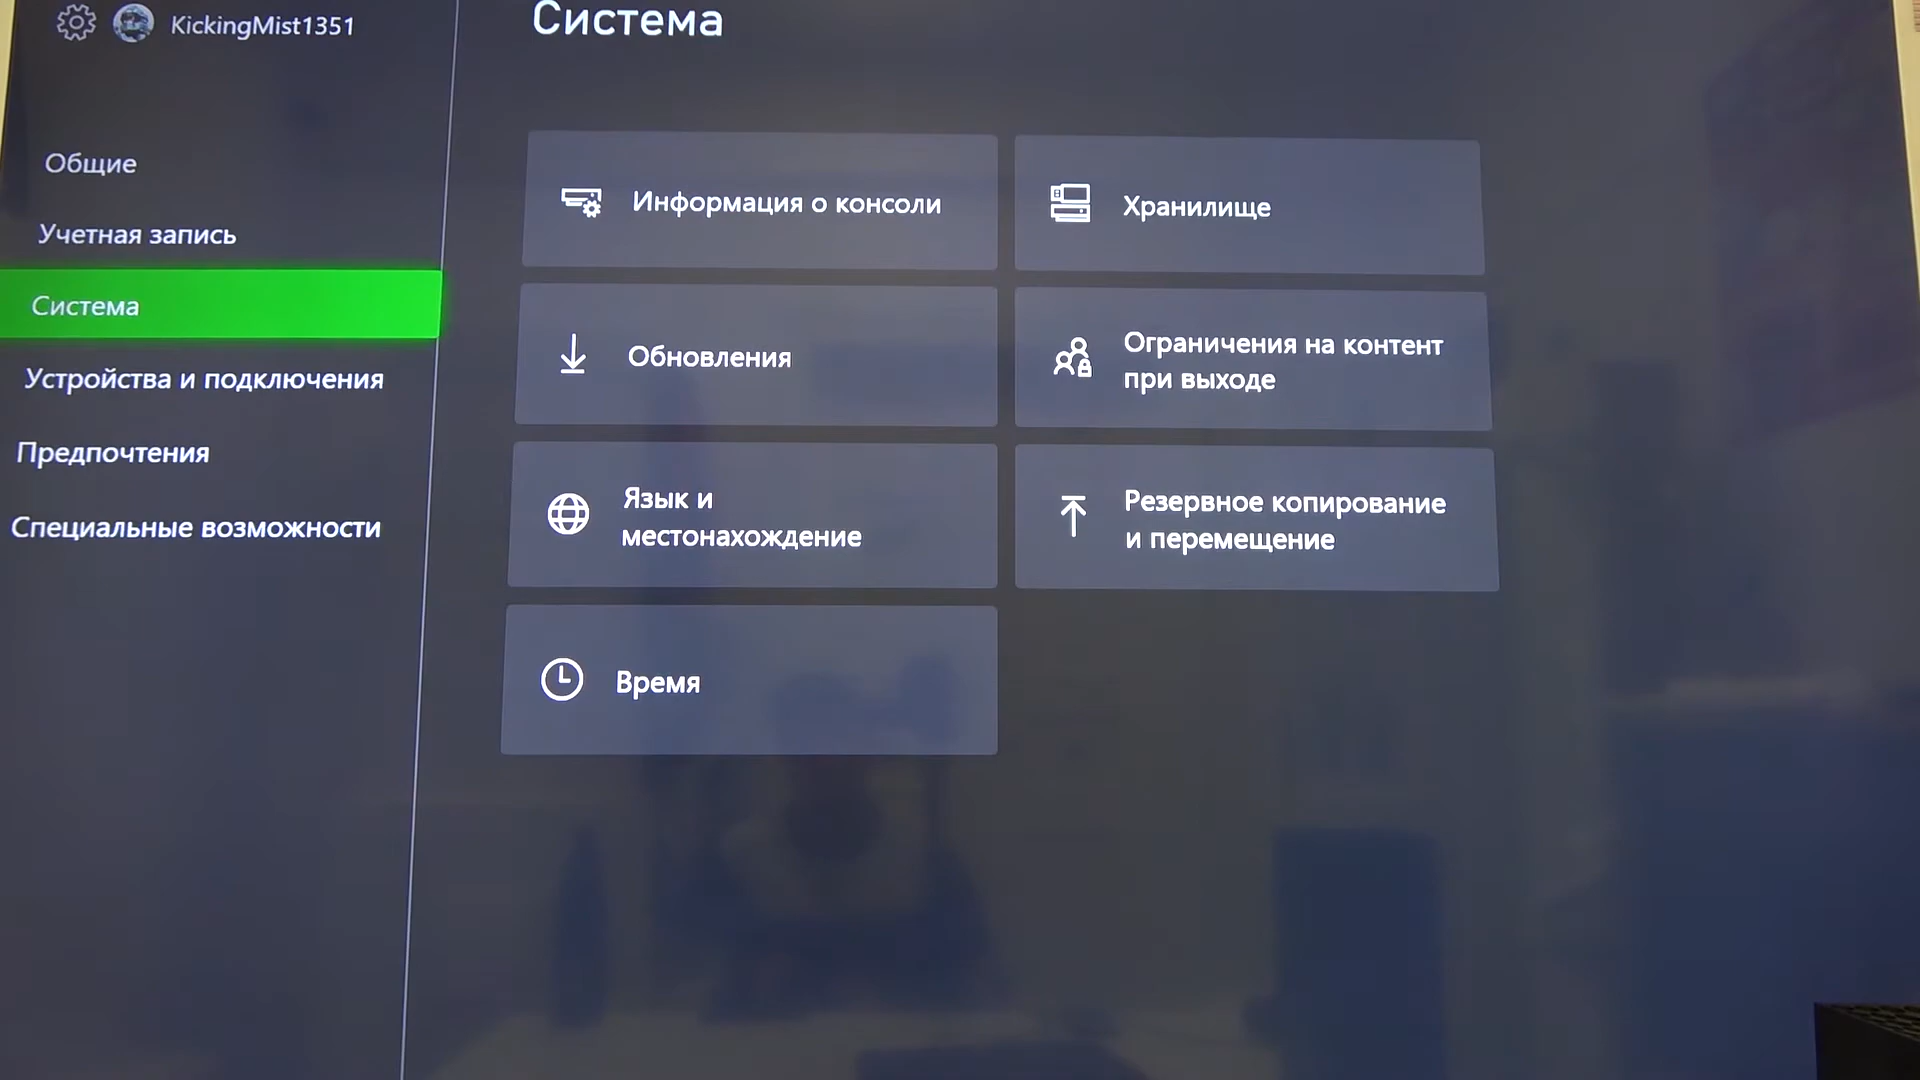 KickingMist1351
Система
Общие
Учетная запись
Система
Устройства и подключения
Предпочтения
Специальные возможности
Информация о консоли
Хранилище
Обновления
Ограничения на контент
при выходе
Язык и
местонахождение
Резервное копирование
и перемещение
Время